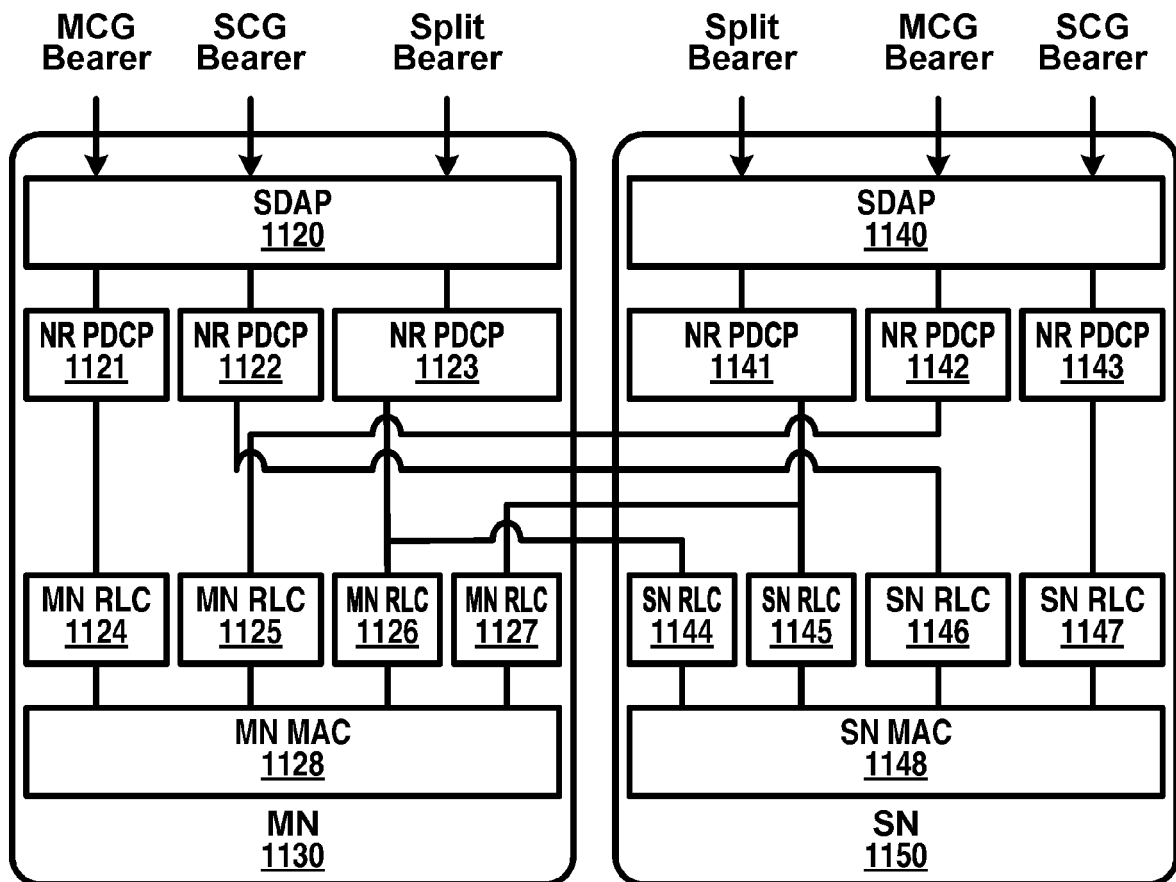 MCG Bearer
SCG Bearer
Split Bearer
Split Bearer
MCG Bearer
SCG Bearer
SDAP
1120
SDAP
1140
NR PDCP
1121
NR PDCP
1122
NR PDCP
1123
NR PDCP
1141
NR PDCP
1142
NR PDCP
1143
MN RLC
1124
MN RLC
1125
MN RLC
1126
MN RLC
1127
SN RLC
1144
SN RLC
1145
SN RLC
1146
SN RLC
1147
MN MAC
1128
SN MAC
1148
MN
1130
SN
1150